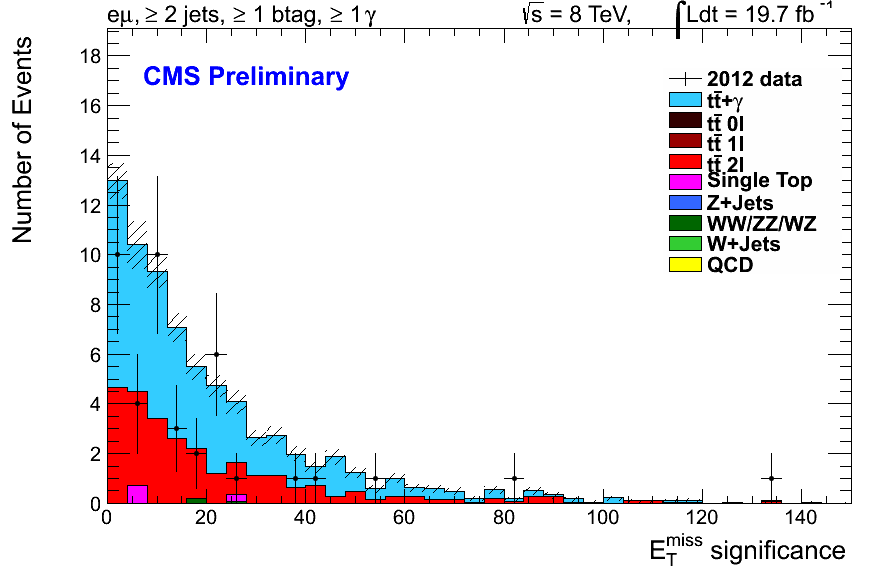 eμ, ≥ 2 jets, ≥ 1 btag, ≥ 1 γ
√s = 8 TeV, ∫Ldt = 19.7 fb⁻¹
CMS Preliminary
Number of Events
18
16
14
12
10
8
6
4
2
0
2012 data
tt̄+γ
tt̄ 0l
tt̄ 1l
tt̄ 2l
Single Top
Z+Jets
WW/ZZ/WZ
W+Jets
QCD
0 20 40 60 80 100 120 140
E_T^miss significance